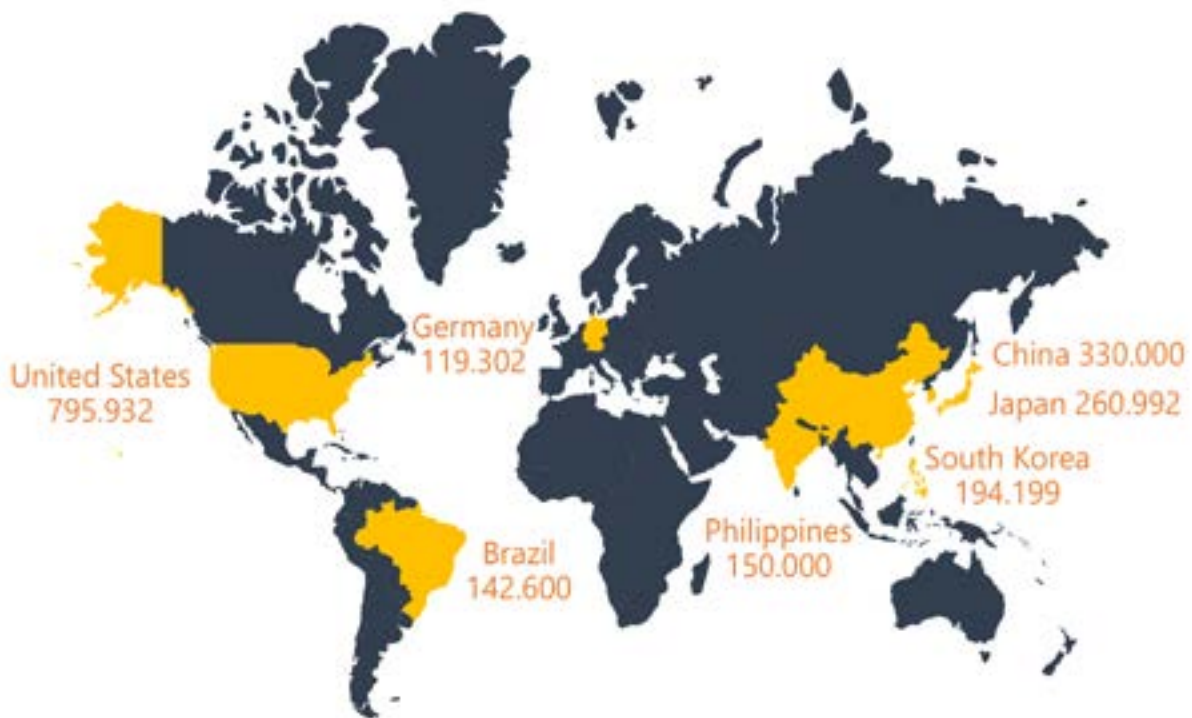 United States
795.932
Germany
119.302
China 330.000
Japan 260.992
South Korea
194.199
Philippines
150.000
Brazil
142.600